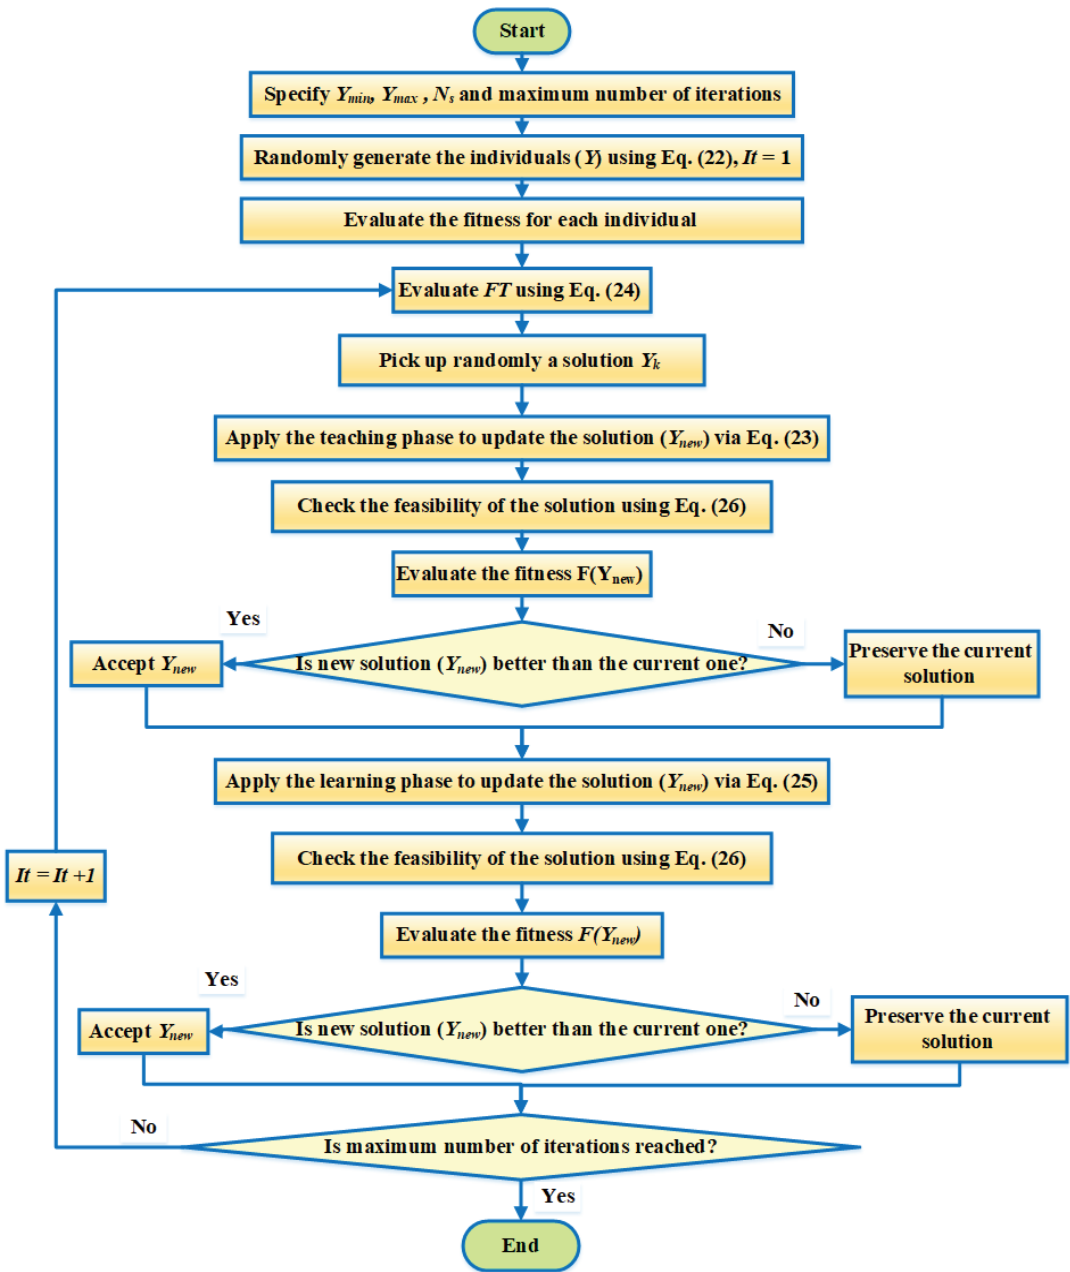 Start
Specify Ymin, Ymax , Ns and maximum number of iterations
Randomly generate the individuals (Y) using Eq. (22), It = 1
Evaluate the fitness for each individual
Evaluate FT using Eq. (24)
Pick up randomly a solution Yk
Apply the teaching phase to update the solution (Ynew) via Eq. (23)
Check the feasibility of the solution using Eq. (26)
Evaluate the fitness F(Ynew)
Yes
No
Accept Ynew
Is new solution (Ynew) better than the current one?
Preserve the current
solution
Apply the learning phase to update the solution (Ynew) via Eq. (25)
Check the feasibility of the solution using Eq. (26)
It = It +1
Evaluate the fitness F(Ynew)
Yes
No
Accept Ynew
Is new solution (Ynew) better than the current one?
Preserve the current
solution
No
Is maximum number of iterations reached?
Yes
End